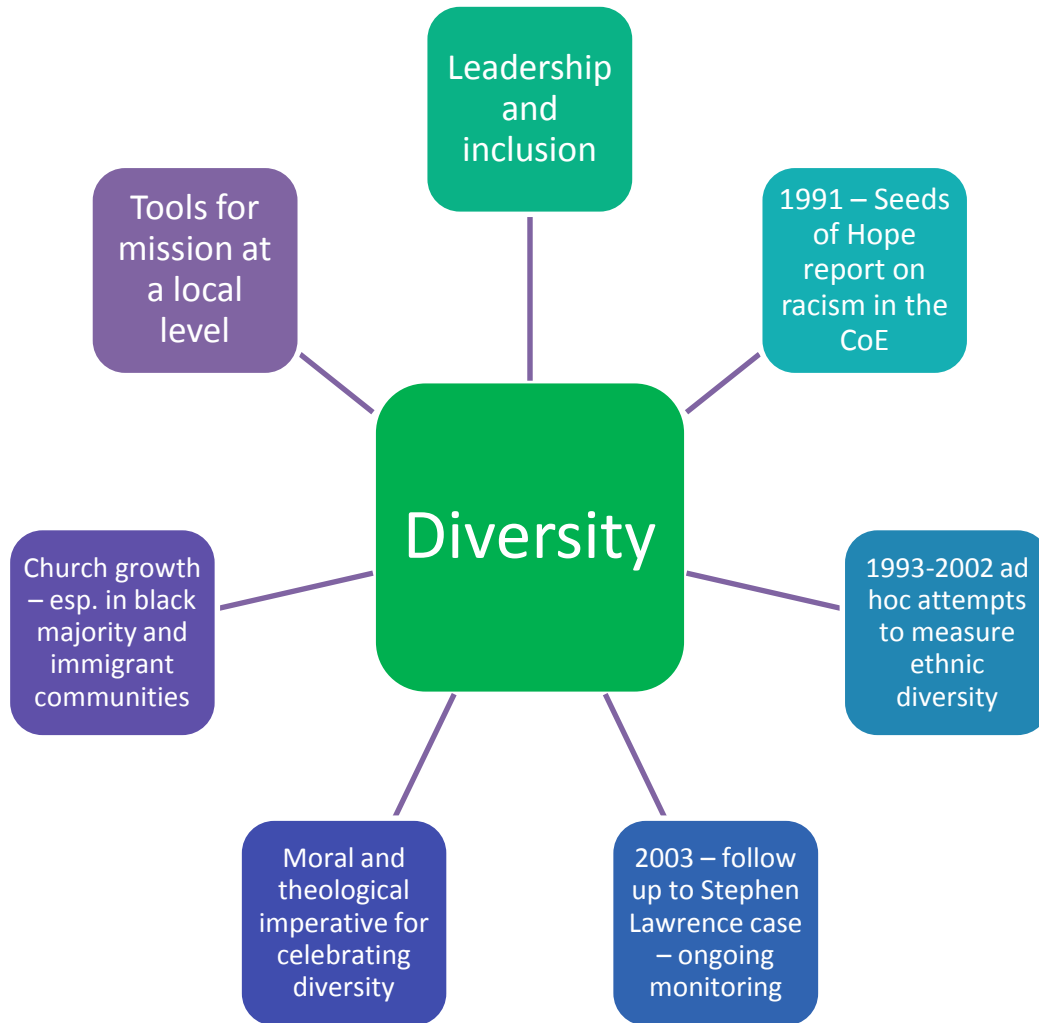 Leadership
and
inclusion
1991 – Seeds
of Hope
report on
racism in the
CoE
1993-2002 ad
hoc attempts
to measure
ethnic
diversity
2003 – follow
up to Stephen
Lawrence case
– ongoing
monitoring
Moral and
theological
imperative for
celebrating
diversity
Church growth
– esp. in black
majority and
immigrant
communities
Tools for
mission at
a local
level
Diversity